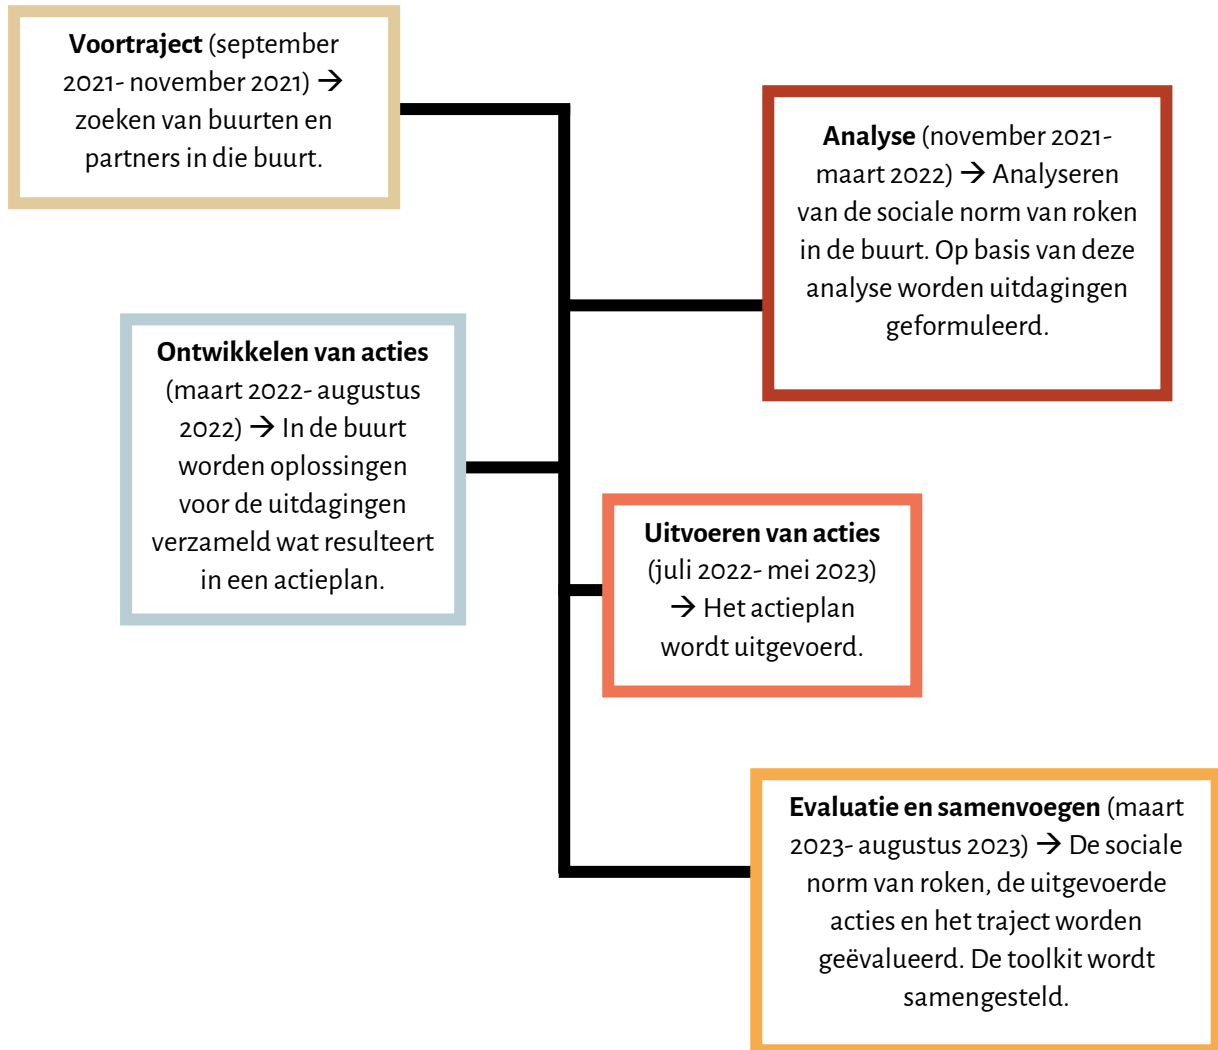 Voortraject (september
2021- november 2021) →
zoeken van buurten en
partners in die buurt.
Analyse (november 2021-
maart 2022) → Analyseren
van de sociale norm van roken
in de buurt. Op basis van deze
analyse worden uitdagingen
geformuleerd.
Ontwikkelen van acties
(maart 2022- augustus
2022) → In de buurt
worden oplossingen
voor de uitdagingen
verzameld wat resulteert
in een actieplan.
Uitvoeren van acties
(juli 2022- mei 2023)
→ Het actieplan
wordt uitgevoerd.
Evaluatie en samenvoegen (maart
2023- augustus 2023) → De sociale
norm van roken, de uitgevoerde
acties en het traject worden
geëvalueerd. De toolkit wordt
samengesteld.